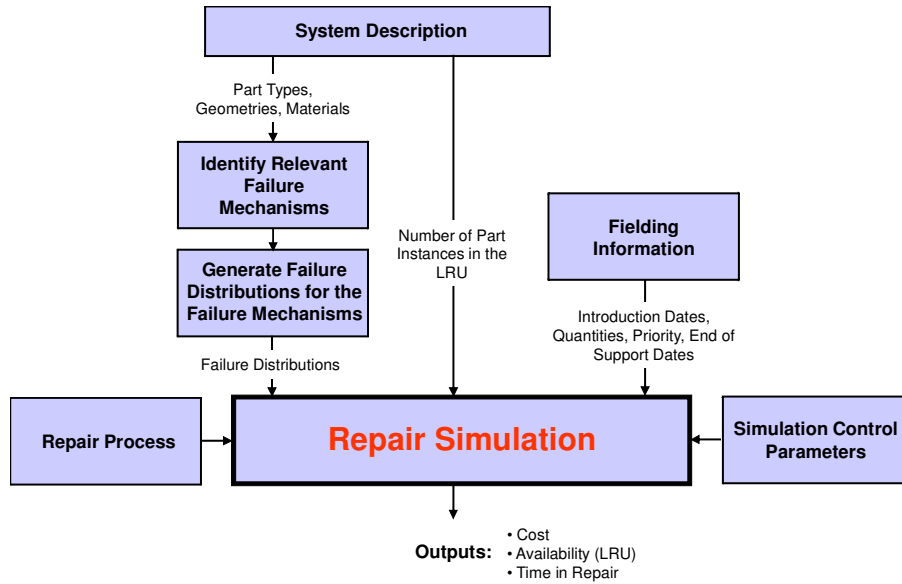 System Description
Part Types,
Geometries, Materials
Identify Relevant
Failure
Mechanisms
Generate Failure
Distributions for the
Failure Mechanisms
Failure Distributions
Number of Part
Instances in the
LRU
Fielding
Information
Introduction Dates,
Quantities, Priority, End of
Support Dates
Repair Process
Repair Simulation
Simulation Control
Parameters
Outputs:
• Cost
• Availability (LRU)
• Time in Repair